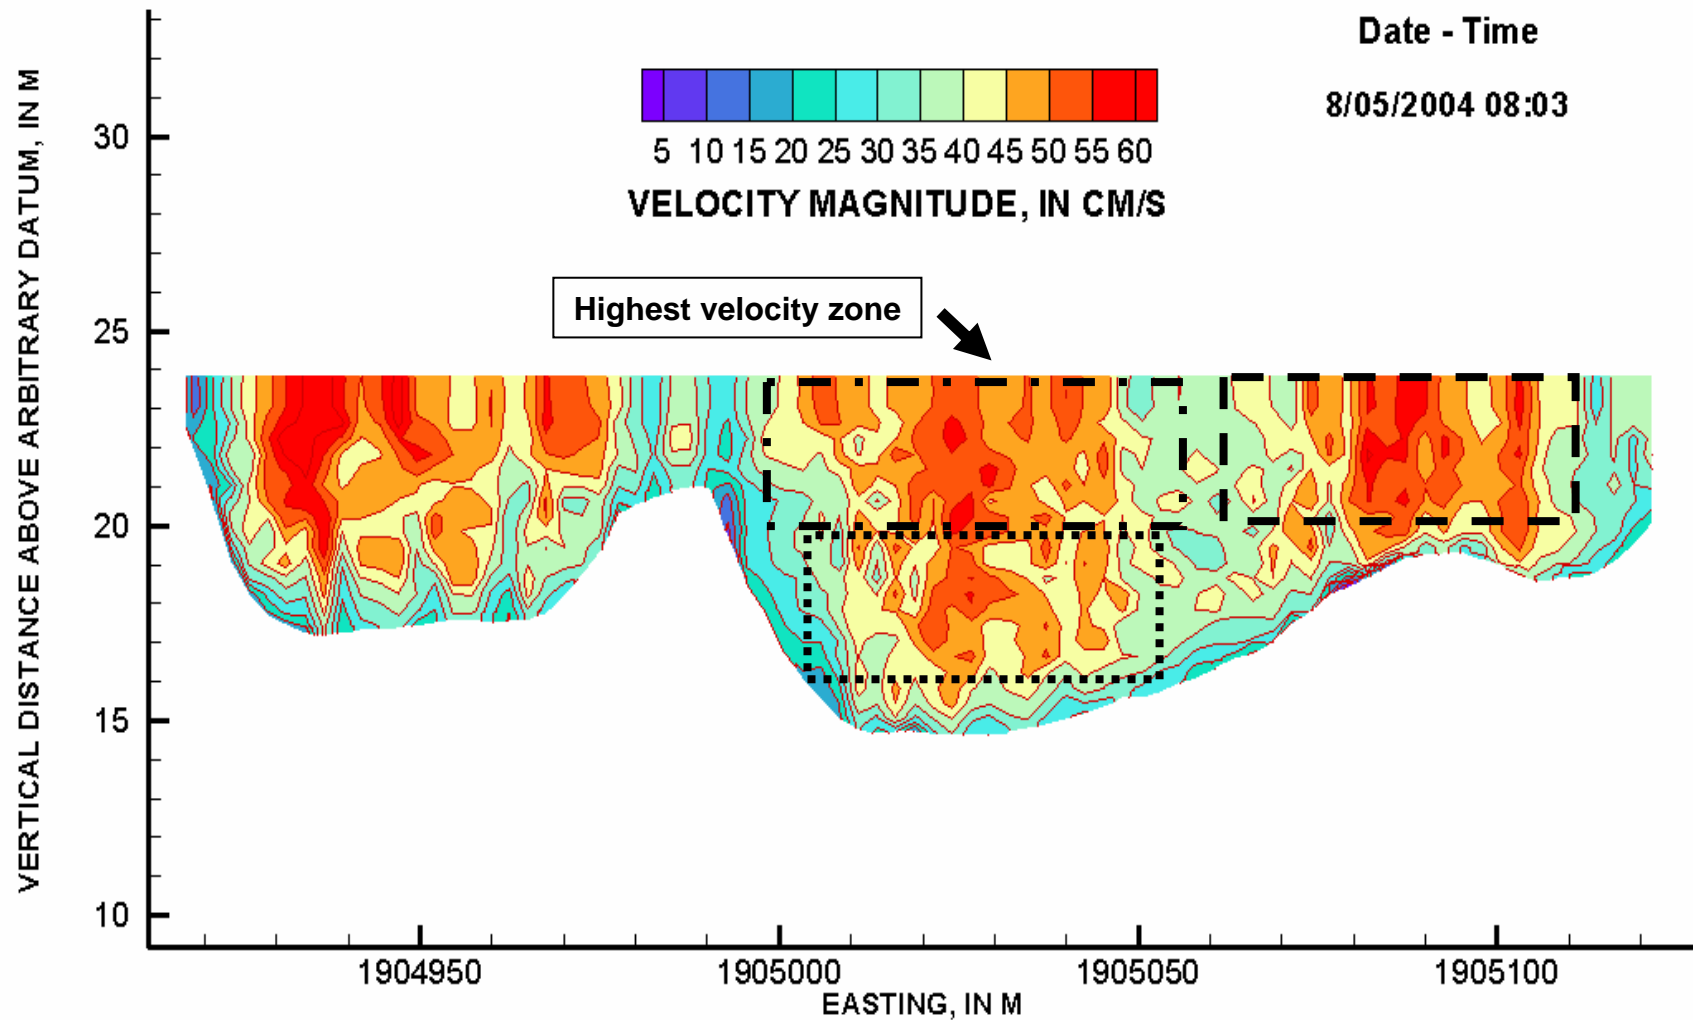 Date - Time
8/05/2004 08:03
5 10 15 20 25 30 35 40 45 50 55 60
VELOCITY MAGNITUDE, IN CM/S
Highest velocity zone
VERTICAL DISTANCE ABOVE ARBITRARY DATUM, IN M
30
25
20
15
10
1904950 1905000 1905050 1905100
EASTING, IN M